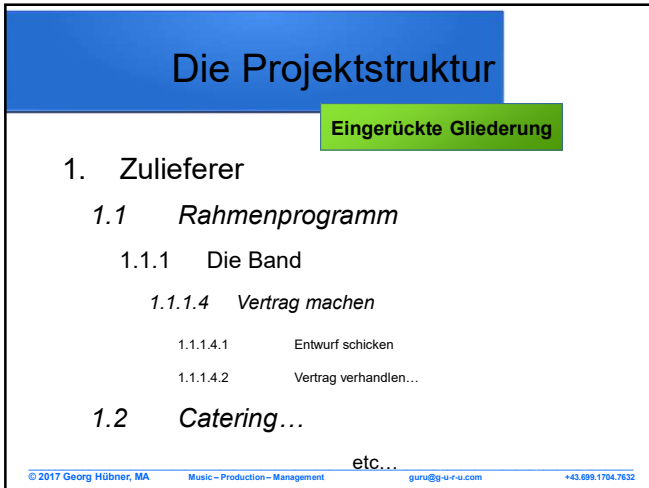 Die Projektstruktur
Eingerückte Gliederung
1. Zulieferer
1.1 Rahmenprogramm
1.1.1 Die Band
1.1.1.4 Vertrag machen
1.1.1.4.1 Entwurf schicken
1.1.1.4.2 Vertrag verhandlen…
1.2 Catering…
etc…
© 2017 Georg Hübner, MA Music – Production – Management guru@g-u-r-u.com +43.699.1704.7632